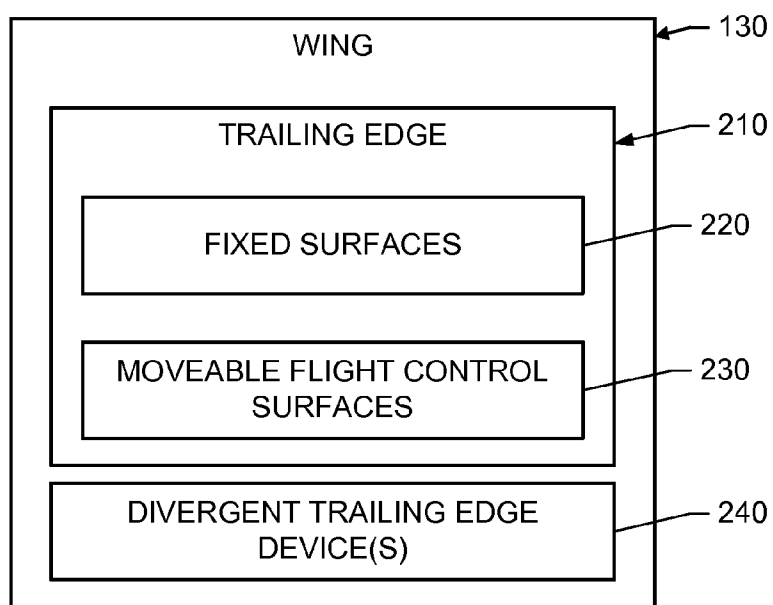 WING
130
TRAILING EDGE
210
FIXED SURFACES
220
MOVEABLE FLIGHT CONTROL
SURFACES
230
DIVERGENT TRAILING EDGE
DEVICE(S)
240